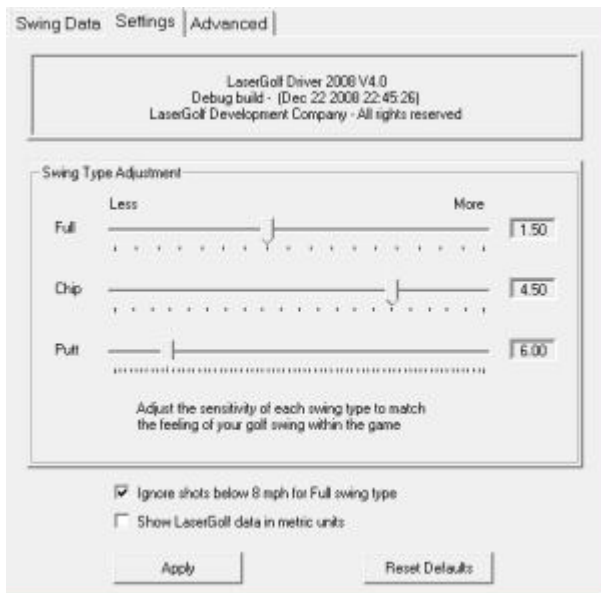 Swing Data Settings Advanced
LaserGolf Driver 2008 V4.0
Debug build - (Dec 22 2008 22:45:26)
LaserGolf Development Company - All rights reserved
Swing Type Adjustment
Less More
Full 1.50
Chip 4.50
Putt 6.00
Adjust the sensitivity of each swing type to match
the feeling of your golf swing within the game
Ignore shots below 8 mph for Full swing type
Show LaserGolf data in metric units
Apply Reset Defaults